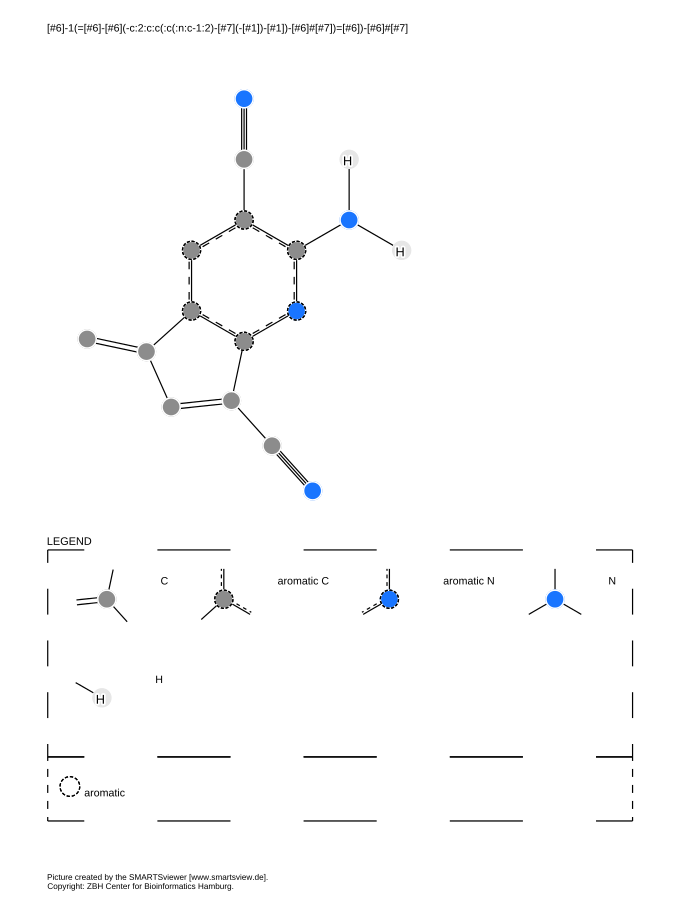 [#6]-1(=[#6]-[#6](-c:2:c:c(:c(:n:c-1:2)-[#7](-[#1])-[#1])-[#6]#[#7])=[#6])-[#6]#[#7]
H
H
LEGEND
C aromatic C aromatic N N
H
H
aromatic
Picture created by the SMARTSviewer [www.smartsview.de].
Copyright: ZBH Center for Bioinformatics Hamburg.